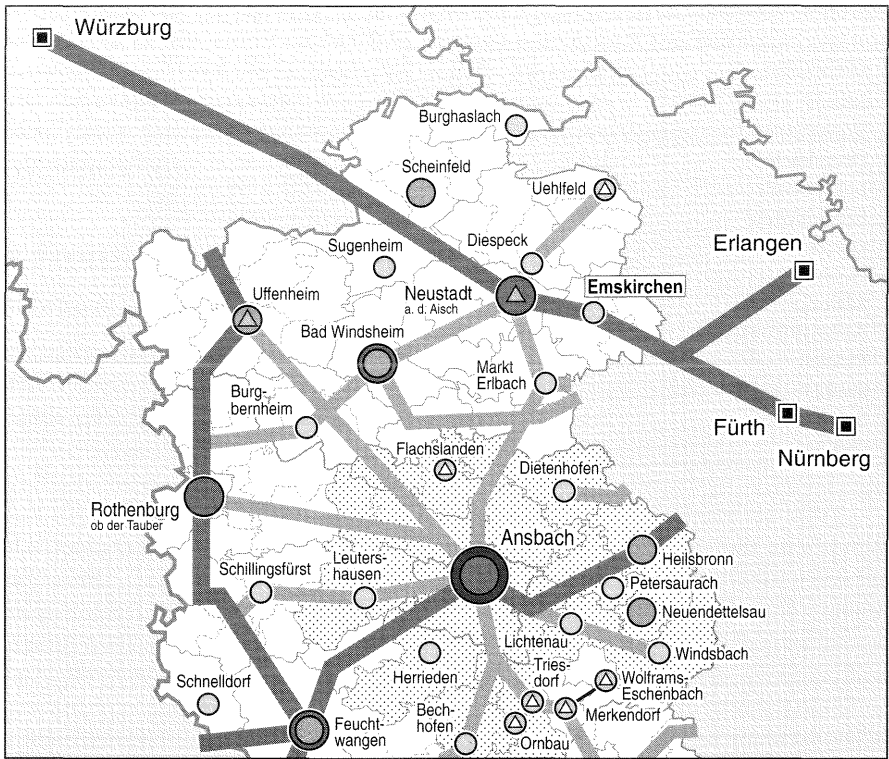 Würzburg
Burghaslach
Scheinfeld
Uehlfeld
Sugenheim
Diespeck
Erlangen
Uffenheim
Neustadt
a. d. Aisch
Emskirchen
Bad Windsheim
Markt
Erlbach
Burg-
bernheim
Fürth
Nürnberg
Flachslanden
Dietenhofen
Rothenburg
ob der Tauber
Ansbach
Heilsbronn
Schillingsfürst
Leuters-
hausen
Petersaurach
Neuendettelsau
Lichtenau
Windsbach
Herrieden
Tries-
dorf
Wolframs-
Eschenbach
Schnelldorf
Bech-
hofen
Merkendorf
Feucht-
wangen
Ornbau